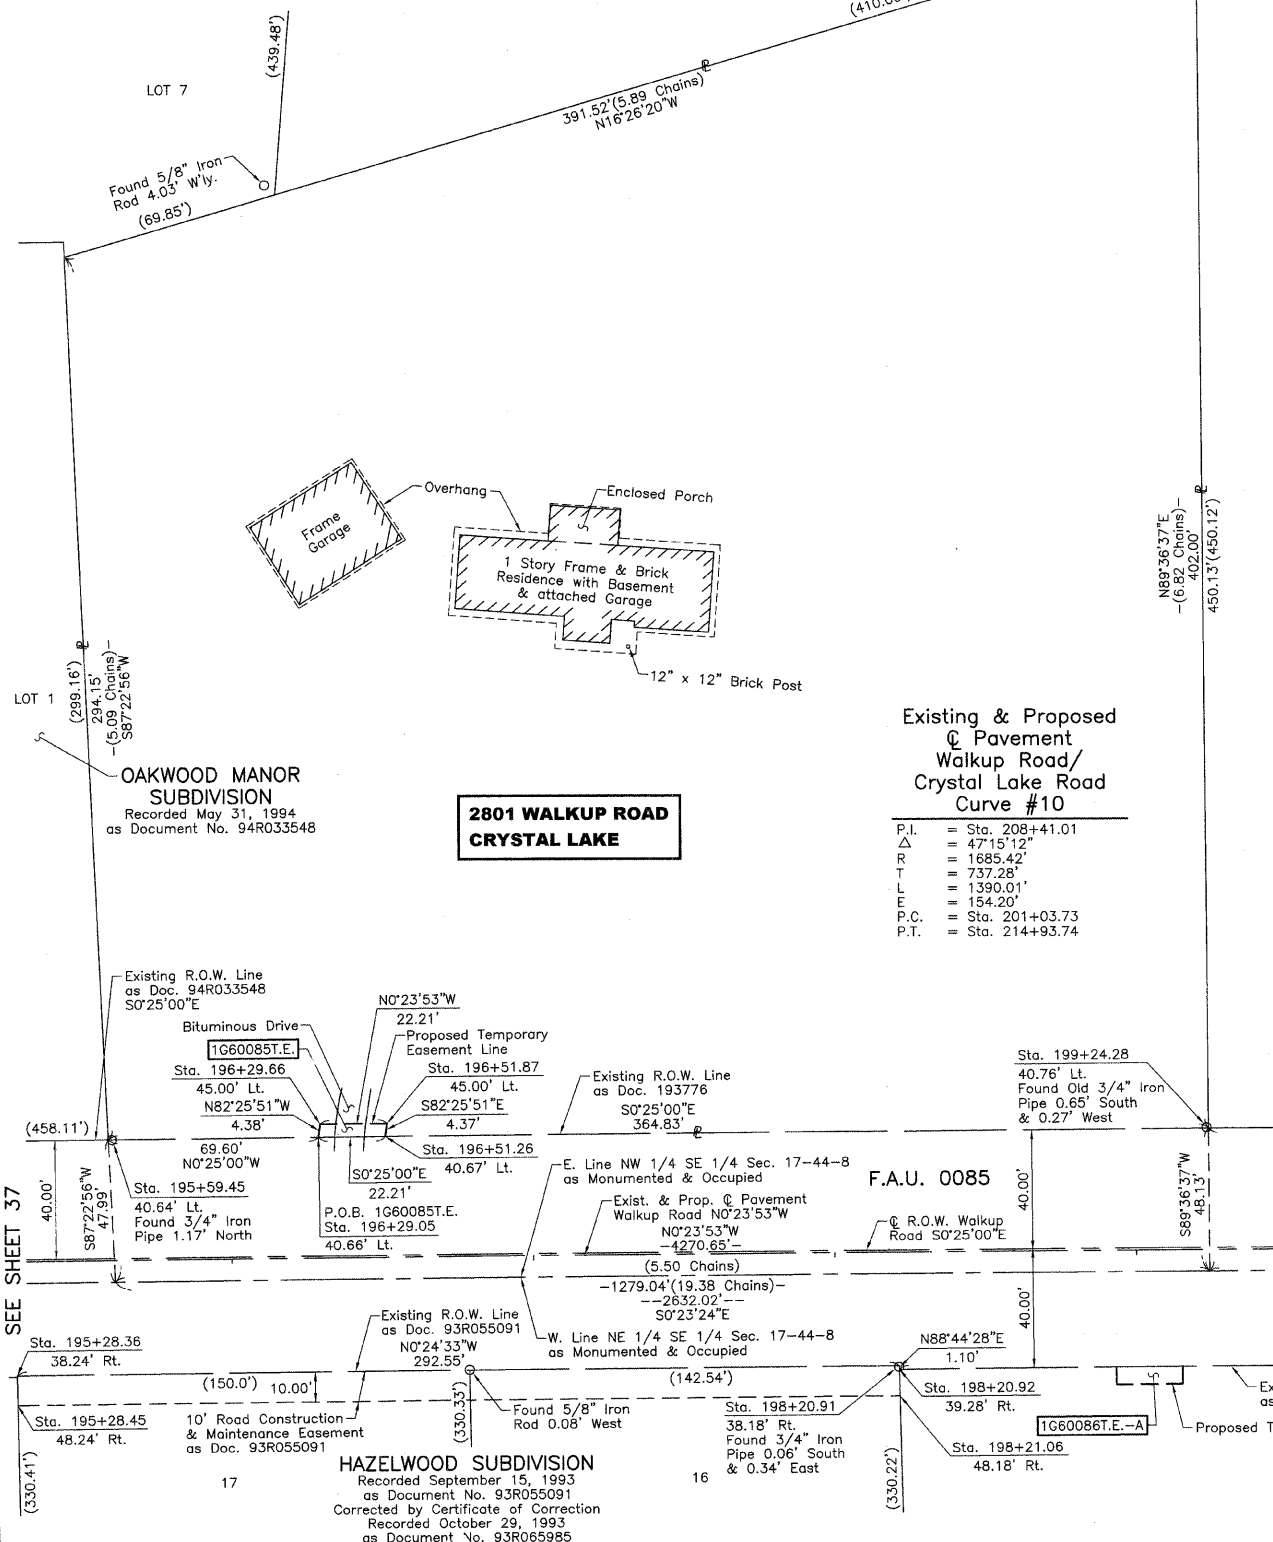 (439.48')
LOT 7
391.52'(5.89 Chains)
N16°26'20"W
Found 5/8" Iron
Rod 4.03' W'ly.
(69.85')
Overhang
Enclosed Porch
Frame
Garage
1 Story Frame & Brick
Residence with Basement
& attached Garage
12" x 12" Brick Post
N89°36'37"E
-(6.82 Chains)-
402.00'
450.13'(450.12')
LOT 1
(299.16')
294.15'
-(5.09 Chains)-
S87°22'56"W
OAKWOOD MANOR
SUBDIVISION
Recorded May 31, 1994
as Document No. 94R033548
2801 WALKUP ROAD
CRYSTAL LAKE
Existing & Proposed
℄ Pavement
Walkup Road/
Crystal Lake Road
Curve #10
P.I. = Sta. 208+41.01
△ = 47°15'12"
R = 1685.42'
T = 737.28'
L = 1390.01'
E = 154.20'
P.C. = Sta. 201+03.73
P.T. = Sta. 214+93.74
Existing R.O.W. Line
as Doc. 94R033548
S0°25'00"E
N0°23'53"W
22.21'
Bituminous Drive
1G60085T.E.
Proposed Temporary
Easement Line
Sta. 196+29.66
45.00' Lt.
Sta. 196+51.87
45.00' Lt.
N82°25'51"W
4.38'
S82°25'51"E
4.37'
Existing R.O.W. Line
as Doc. 193776
S0°25'00"E
364.83'
Sta. 199+24.28
40.76' Lt.
Found Old 3/4" Iron
Pipe 0.65' South
& 0.27' West
(458.11')
69.60'
N0°25'00"W
Sta. 196+51.26
40.67' Lt.
S0°25'00"E
22.21'
40.00'
S87°22'56"W
47.99'
Sta. 195+59.45
40.64' Lt.
Found 3/4" Iron
Pipe 1.17' North
P.O.B. 1G60085T.E.
Sta. 196+29.05
40.66' Lt.
E. Line NW 1/4 SE 1/4 Sec. 17-44-8
as Monumented & Occupied
F.A.U. 0085
40.00'
S89°36'37"W
48.13'
Exist. & Prop. ℄ Pavement
Walkup Road N0°23'53"W
N0°23'53"W
-4270.65'-
℄ R.O.W. Walkup
Road S0°25'00"E
(5.50 Chains)
-1279.04'(19.38 Chains)-
--2632.02'--
S0°23'24"E
SEE SHEET 37
40.00'
Existing R.O.W. Line
as Doc. 93R055091
N0°24'33"W
292.55'
W. Line NE 1/4 SE 1/4 Sec. 17-44-8
as Monumented & Occupied
Sta. 195+28.36
38.24' Rt.
N88°44'28"E
1.10'
(150.0')
10.00'
(142.54')
Sta. 198+20.92
39.28' Rt.
Sta. 195+28.45
48.24' Rt.
10' Road Construction
& Maintenance Easement
as Doc. 93R055091
(330.33')
Found 5/8" Iron
Rod 0.08' West
Sta. 198+20.91
38.18' Rt.
Found 3/4" Iron
Pipe 0.06' South
& 0.34' East
1G60086T.E.-A
Proposed T
Sta. 198+21.06
48.18' Rt.
(330.41')
17
HAZELWOOD SUBDIVISION
Recorded September 15, 1993
as Document No. 93R055091
Corrected by Certificate of Correction
Recorded October 29, 1993
as Document No. 93R065985
16
(330.22')